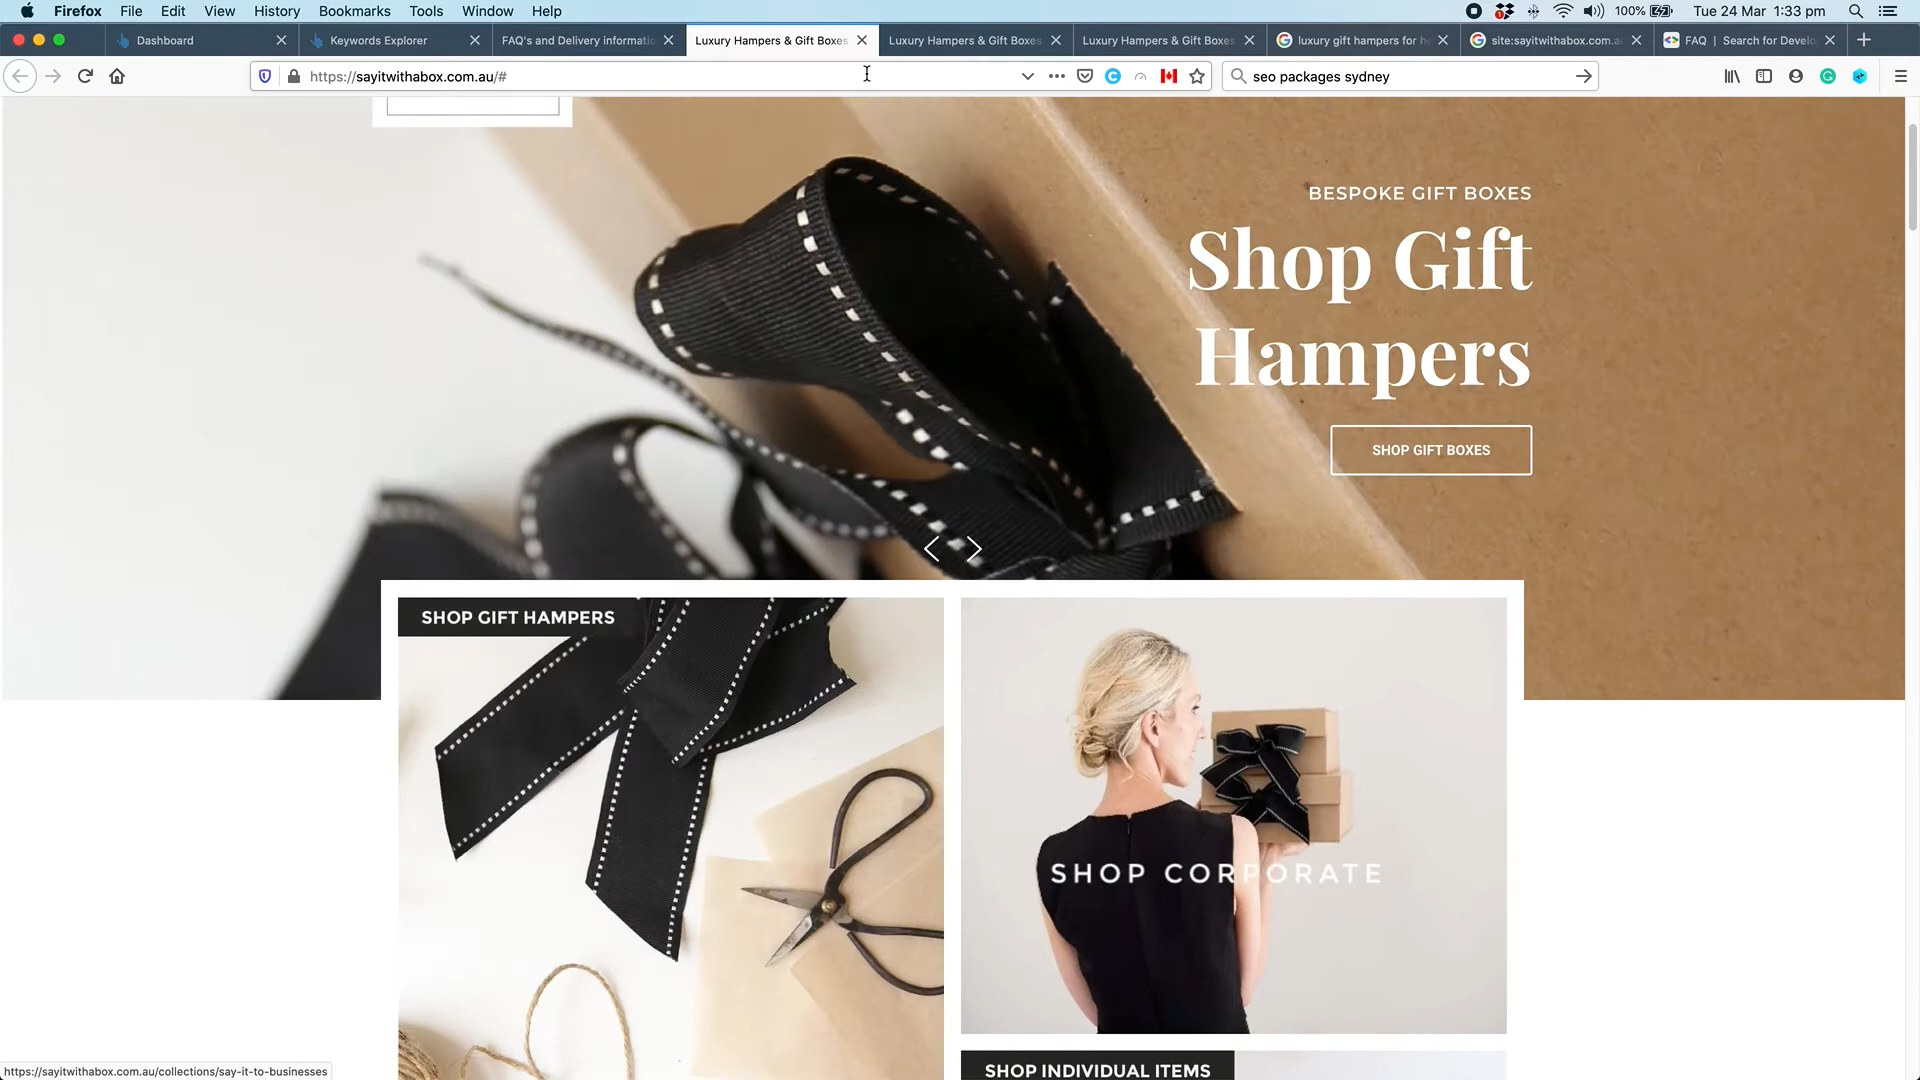 Firefox File Edit View History Bookmarks Tools Window Help 100% Tue 24 Mar 1:33 pm
Dashboard Keywords Explorer FAQ's and Delivery informatio Luxury Hampers & Gift Boxes Luxury Hampers & Gift Boxes Luxury Hampers & Gift Boxes luxury gift hampers for he site:sayitwithabox.com.a FAQ | Search for Develo
https://sayitwithabox.com.au/# seo packages sydney
BESPOKE GIFT BOXES
Shop Gift
Hampers
SHOP GIFT BOXES
SHOP GIFT HAMPERS
SHOP CORPORATE
SHOP INDIVIDUAL ITEMS
https://sayitwithabox.com.au/collections/say-it-to-businesses